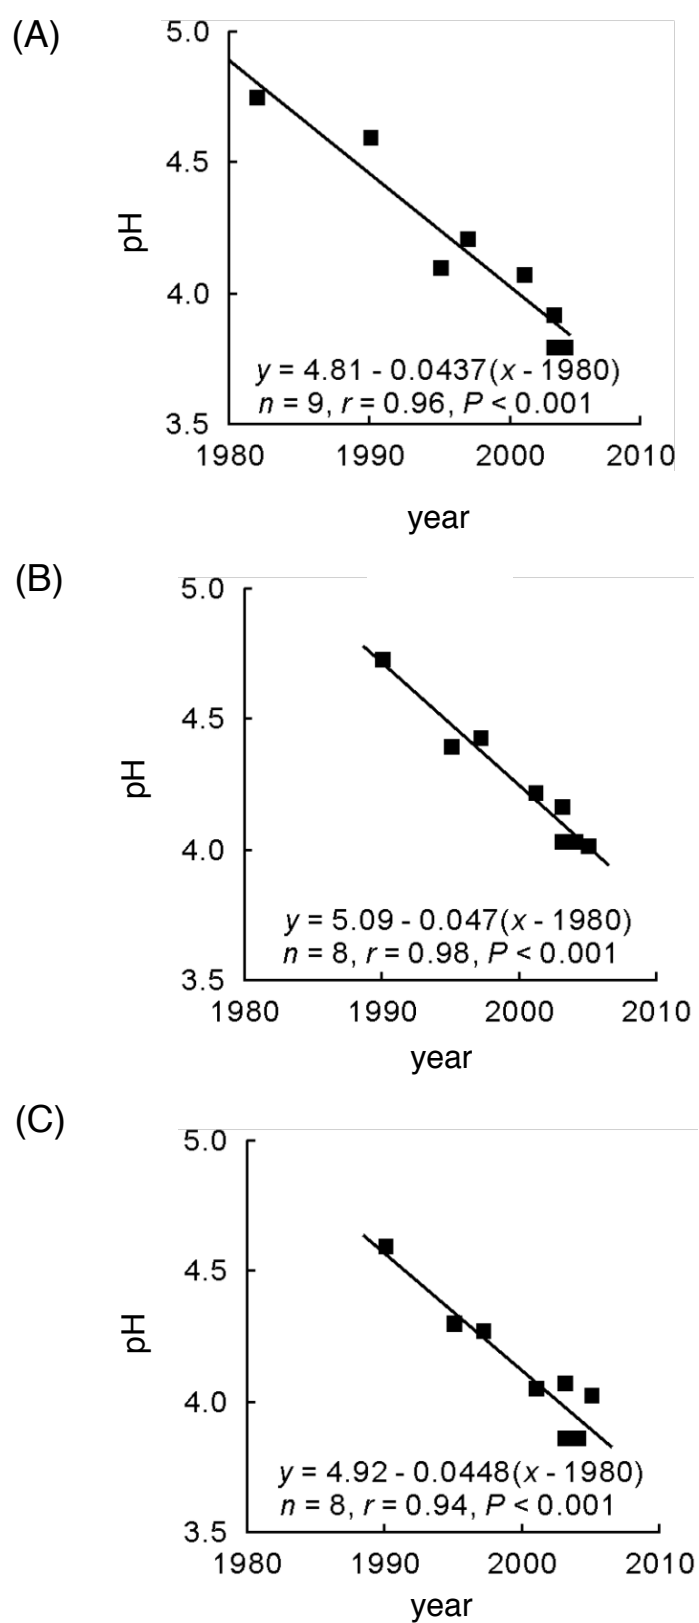 (A)
5.0
4.5
4.0
3.5
pH
y = 4.81 - 0.0437(x - 1980)
n = 9, r = 0.96, P < 0.001
1980 1990 2000 2010
year
(B)
5.0
4.5
4.0
3.5
pH
y = 5.09 - 0.047(x - 1980)
n = 8, r = 0.98, P < 0.001
1980 1990 2000 2010
year
(C)
5.0
4.5
4.0
3.5
pH
y = 4.92 - 0.0448(x - 1980)
n = 8, r = 0.94, P < 0.001
1980 1990 2000 2010
year